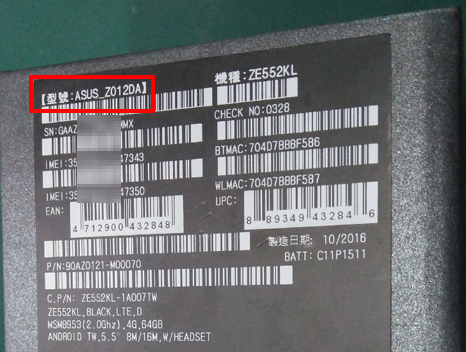 【型號:ASUS_Z012DA】
機種:ZE552KL
CHECK NO:0328
SN:GAAZ MX
BTMAC:704D7BBBF586
IMEI:35 47343
WLMAC:704D7BBBF587
IMEI:35 47350
EAN:
4 712900 432848
UPC:
8 89349 43284 6
製造日期: 10/2016
BATT: C11P1511
P/N:90AZ0121-M00070
C.P/N: ZE552KL-1A007TW
ZE552KL,BLACK,LTE,D
MSM8953(2.0Ghz),4G,64GB
ANDROID TW,5.5" 8M/16M,W/HEADSET